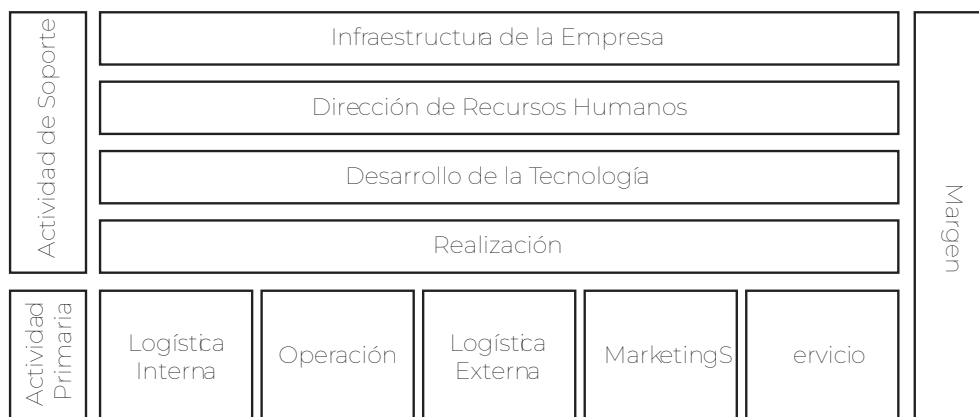 Actividad de Soporte
Infraestructura de la Empresa
Dirección de Recursos Humanos
Desarrollo de la Tecnología
Realización
Margen
Actividad
Primaria
Logística
Interna
Operación
Logística
Externa
MarketingS
ervicio